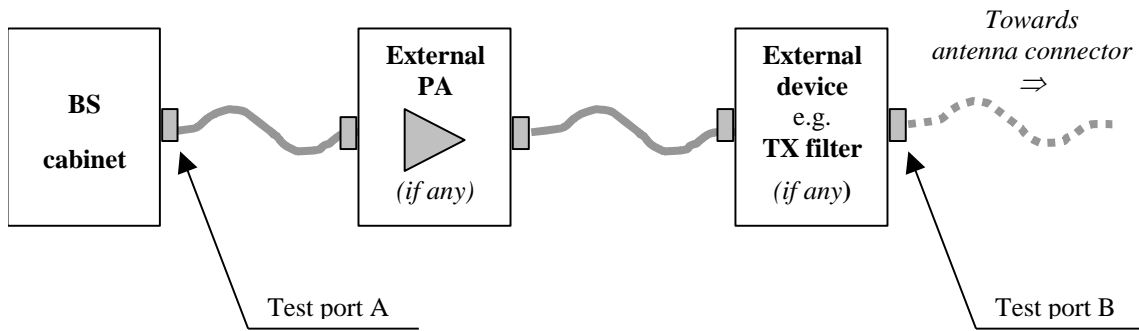 BS
cabinet
External
PA
(if any)
External
device
e.g.
TX filter
(if any)
Towards
antenna connector
⇒
Test port A
Test port B